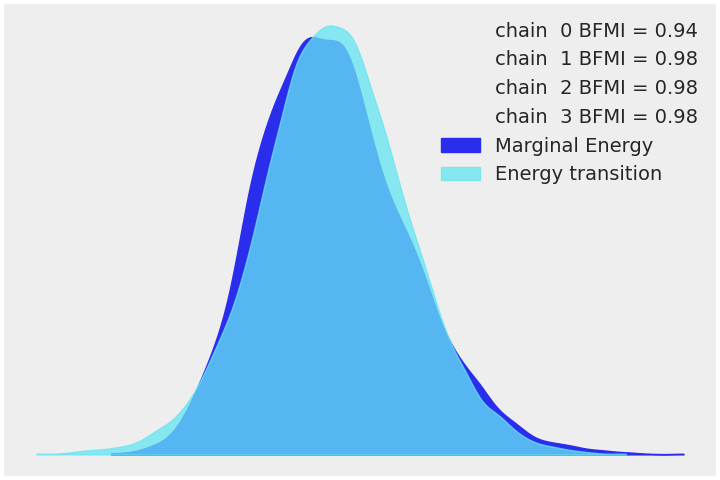 chain  0 BFMI = 0.94
chain  1 BFMI = 0.98
chain  2 BFMI = 0.98
chain  3 BFMI = 0.98
Marginal Energy
Energy transition